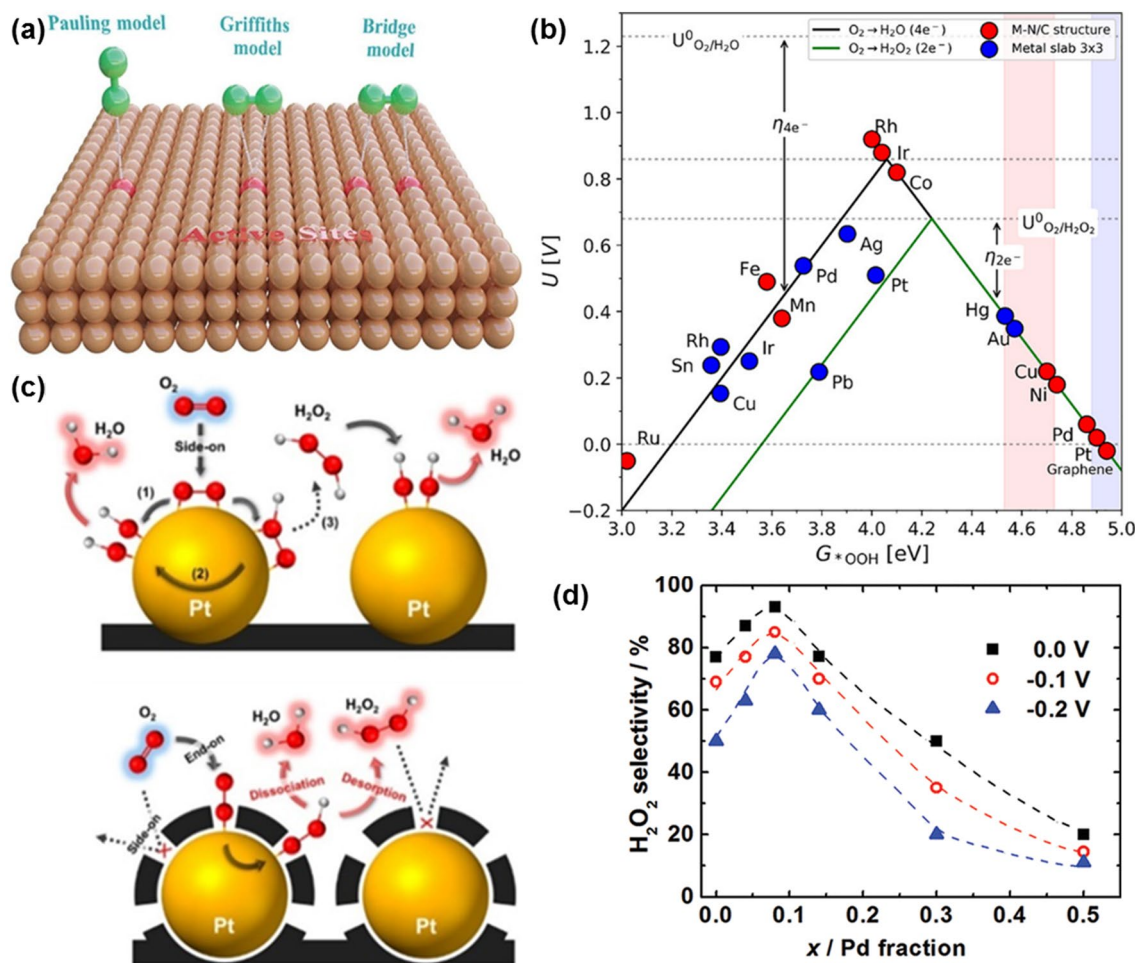 (a)
Pauling model
Griffiths model
Bridge model
Active Sites
(b)
O₂→H₂O (4e⁻)
O₂→H₂O₂ (2e⁻)
M-N/C structure
Metal slab 3x3
U⁰O₂/H₂O
η4e⁻
U⁰O₂/H₂O₂
η2e⁻
Rh
Ir
Co
Ag
Fe
Pd
Pt
Mn
Rh
Ir
Sn
Cu
Pb
Hg
Au
Cu
Ni
Ru
Pd
Pt
Graphene
U [V]
1.2
1.0
0.8
0.6
0.4
0.2
0.0
−0.2
3.0 3.2 3.4 3.6 3.8 4.0 4.2 4.4 4.6 4.8 5.0
G*OOH [eV]
(c)
O₂
H₂O
Side-on
H₂O₂
H₂O
(1)
(2)
(3)
Pt
Pt
O₂
End-on
Side-on
H₂O
H₂O₂
Dissociation
Desorption
Pt
Pt
(d)
H₂O₂ selectivity / %
100
80
60
40
20
0
0.0 V
-0.1 V
-0.2 V
0.0 0.1 0.2 0.3 0.4 0.5
x / Pd fraction